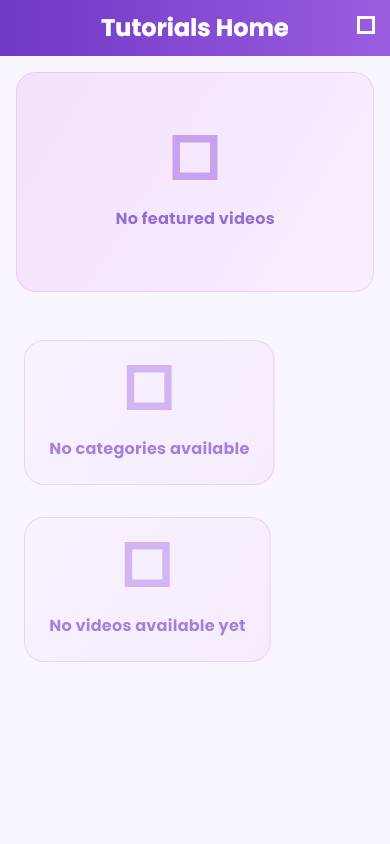 Tutorials Home
No featured videos
No categories available
No videos available yet